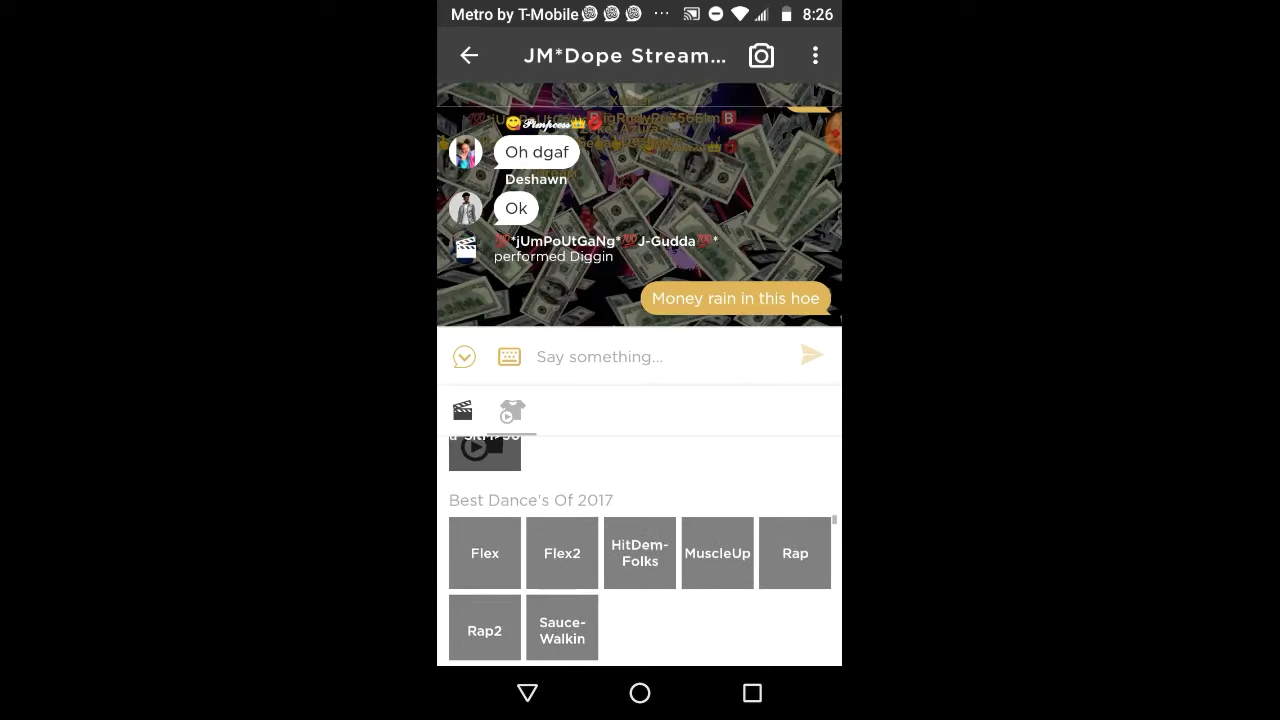 Metro by T-Mobile ... 8:26
JM*Dope Stream...
😋𝓟𝓲𝓶𝓹𝓬𝓮𝓼𝓼👑💋
Oh dgaf
Deshawn
Ok
💯*jUmPoUtGaNg*💯J-Gudda💯*
performed Diggin
Money rain in this hoe
Say something...
Best Dance's Of 2017
Flex
Flex2
HitDem-
Folks
MuscleUp
Rap
Rap2
Sauce-
Walkin